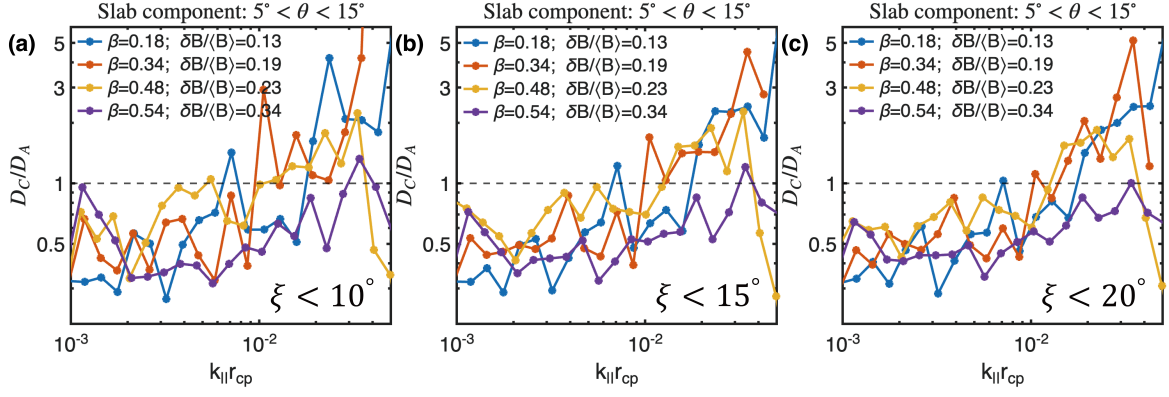 Slab component: 5° < θ < 15°
(a)
β=0.18; δB/⟨B⟩=0.13
β=0.34; δB/⟨B⟩=0.19
β=0.48; δB/⟨B⟩=0.23
β=0.54; δB/⟨B⟩=0.34
5
3
1
0.5
D_C/D_A
ξ < 10°
10⁻³
10⁻²
k_||r_cp
Slab component: 5° < θ < 15°
(b)
β=0.18; δB/⟨B⟩=0.13
β=0.34; δB/⟨B⟩=0.19
β=0.48; δB/⟨B⟩=0.23
β=0.54; δB/⟨B⟩=0.34
5
3
1
0.5
D_C/D_A
ξ < 15°
10⁻³
10⁻²
k_||r_cp
Slab component: 5° < θ < 15°
(c)
β=0.18; δB/⟨B⟩=0.13
β=0.34; δB/⟨B⟩=0.19
β=0.48; δB/⟨B⟩=0.23
β=0.54; δB/⟨B⟩=0.34
5
3
1
0.5
D_C/D_A
ξ < 20°
10⁻³
10⁻²
k_||r_cp